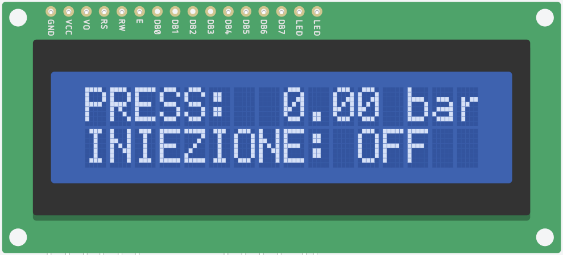 GND VCC VO RS RW E DB0 DB1 DB2 DB3 DB4 DB5 DB6 DB7 LED LED
PRESS:  0.00 bar
INIEZIONE: OFF